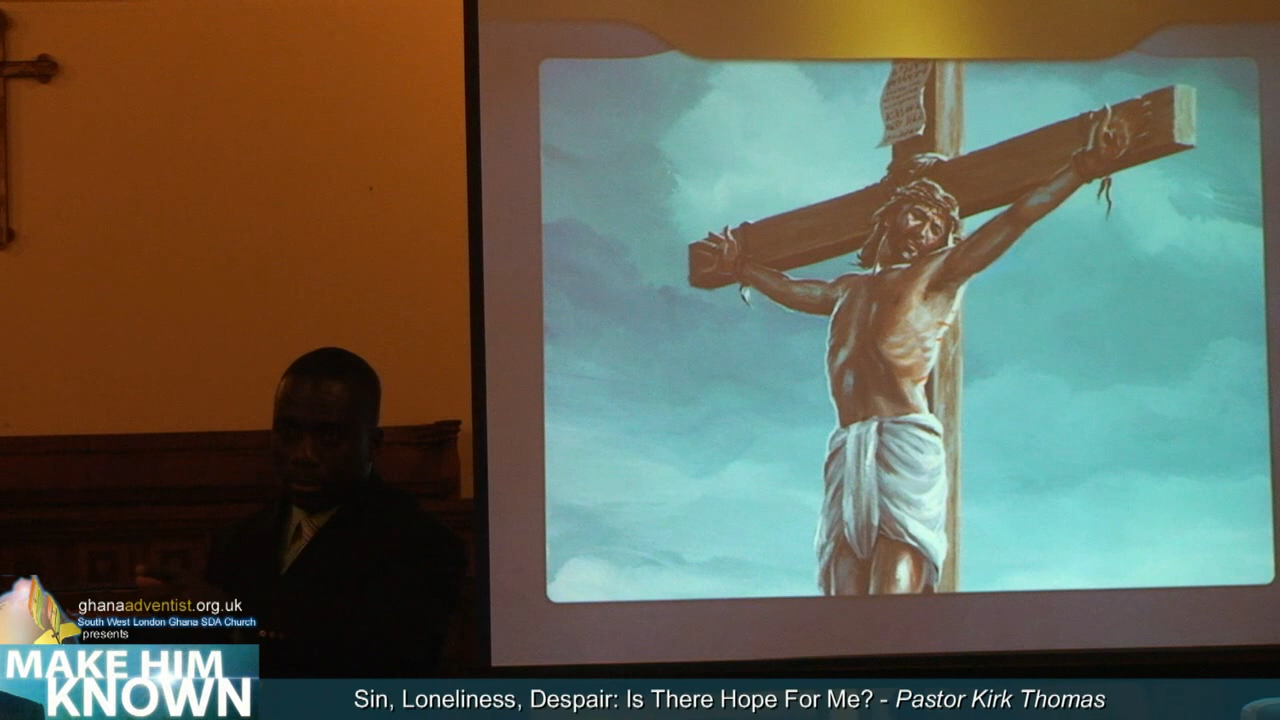 ghanaadventist.org.uk
South West London Ghana SDA Church
presents
MAKE HIM
KNOWN
Sin, Loneliness, Despair: Is There Hope For Me? - Pastor Kirk Thomas